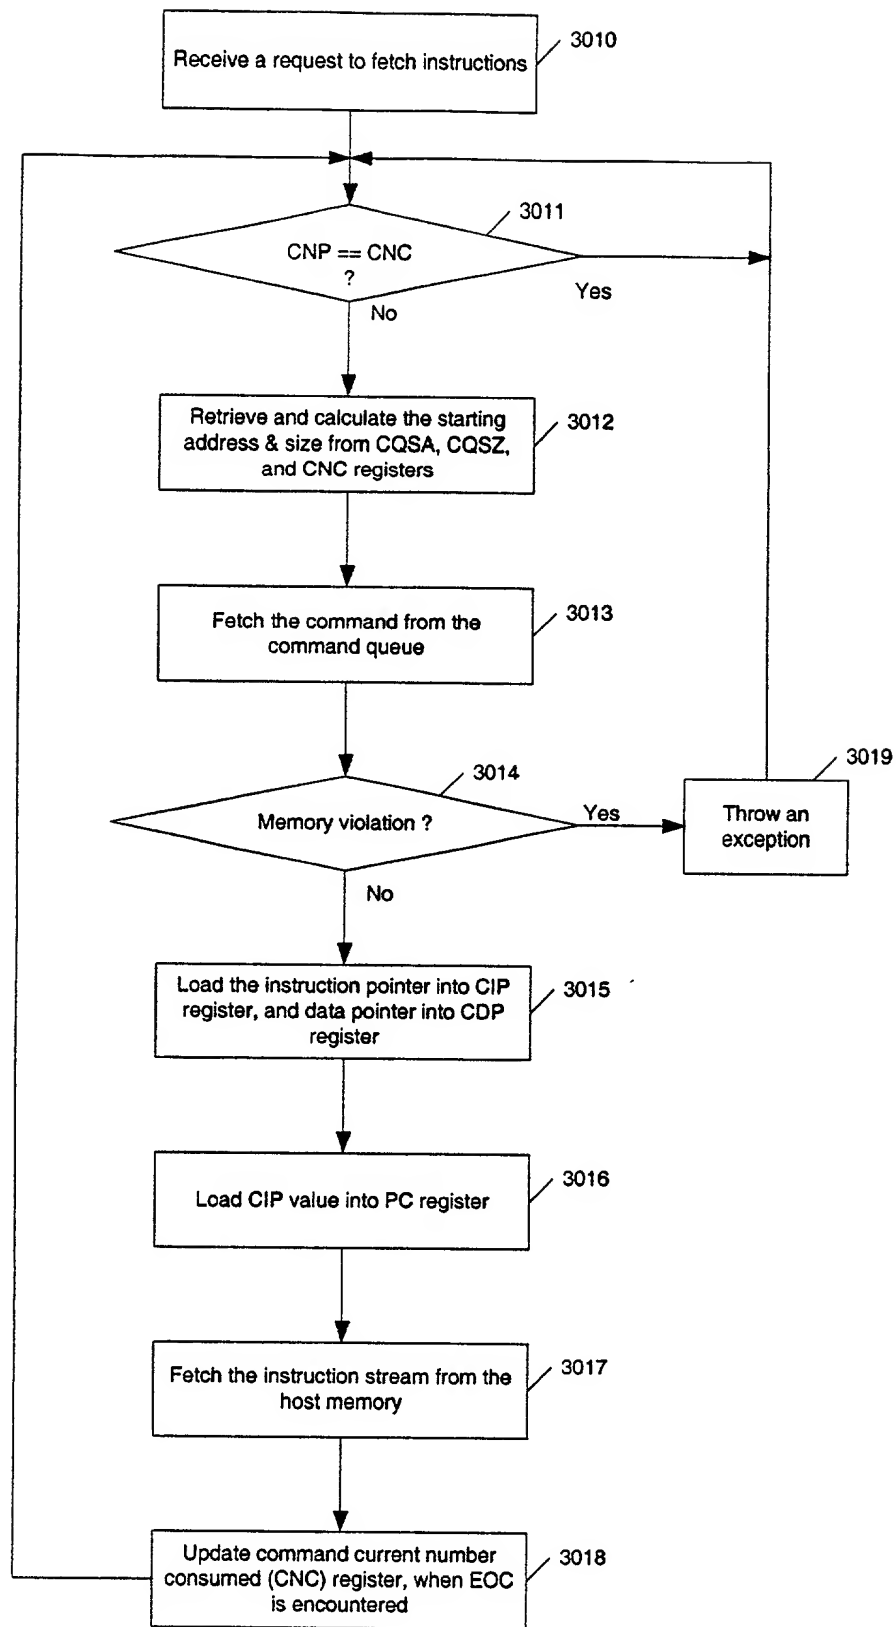 Receive a request to fetch instructions
3010
3011
CNP == CNC
?
Yes
No
Retrieve and calculate the starting
address & size from CQSA, CQSZ,
and CNC registers
3012
Fetch the command from the
command queue
3013
3014
Memory violation ?
Yes
No
3019
Throw an
exception
Load the instruction pointer into CIP
register, and data pointer into CDP
register
3015
Load CIP value into PC register
3016
Fetch the instruction stream from the
host memory
3017
Update command current number
consumed (CNC) register, when EOC
is encountered
3018